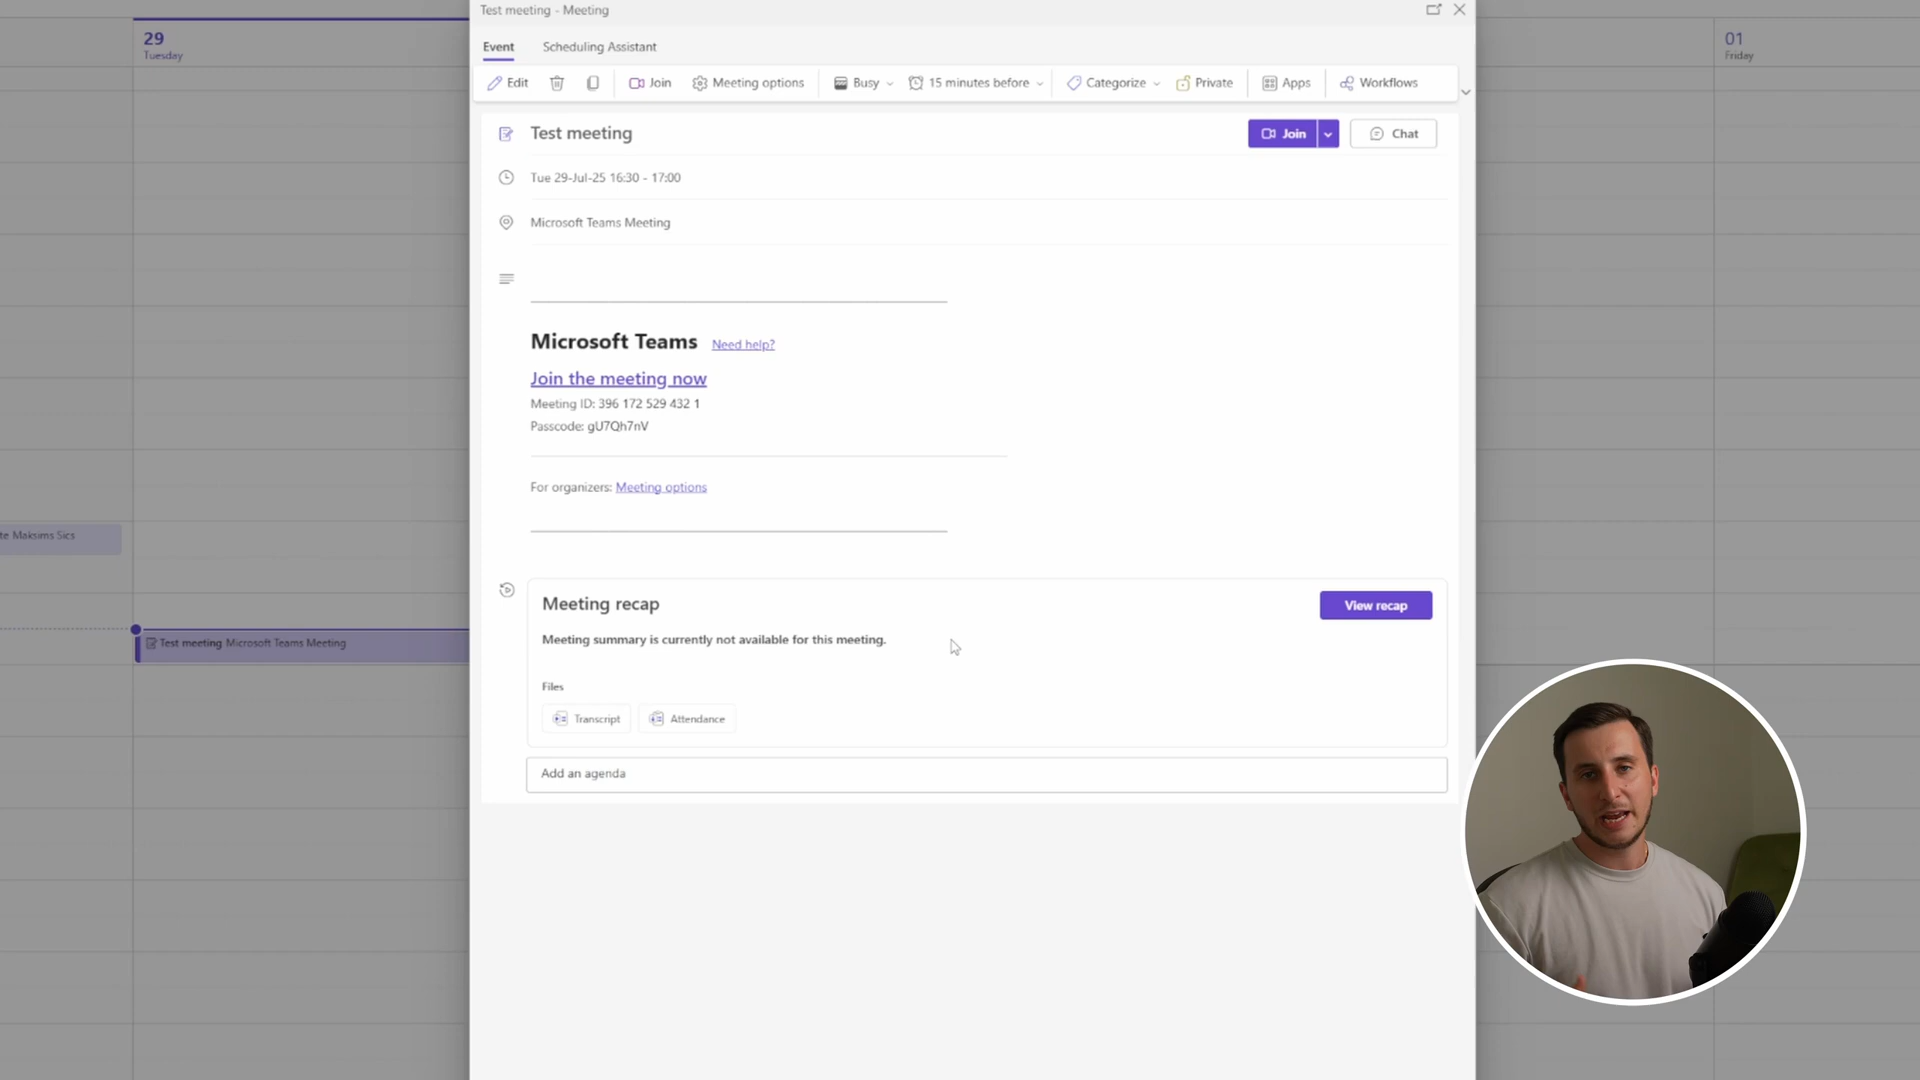 Test meeting - Meeting
29
Tuesday
01
Friday
Event Scheduling Assistant
Edit Join Meeting options Busy 15 minutes before Categorize Private Apps Workflows
Test meeting
Join Chat
Tue 29-Jul-25 16:30 - 17:00
Microsoft Teams Meeting
Microsoft Teams Need help?
Join the meeting now
Meeting ID: 396 172 529 432 1
Passcode: gU7Qh7nV
For organizers: Meeting options
te Maksims Sics
Test meeting Microsoft Teams Meeting
Meeting recap
View recap
Meeting summary is currently not available for this meeting.
Files
Transcript Attendance
Add an agenda